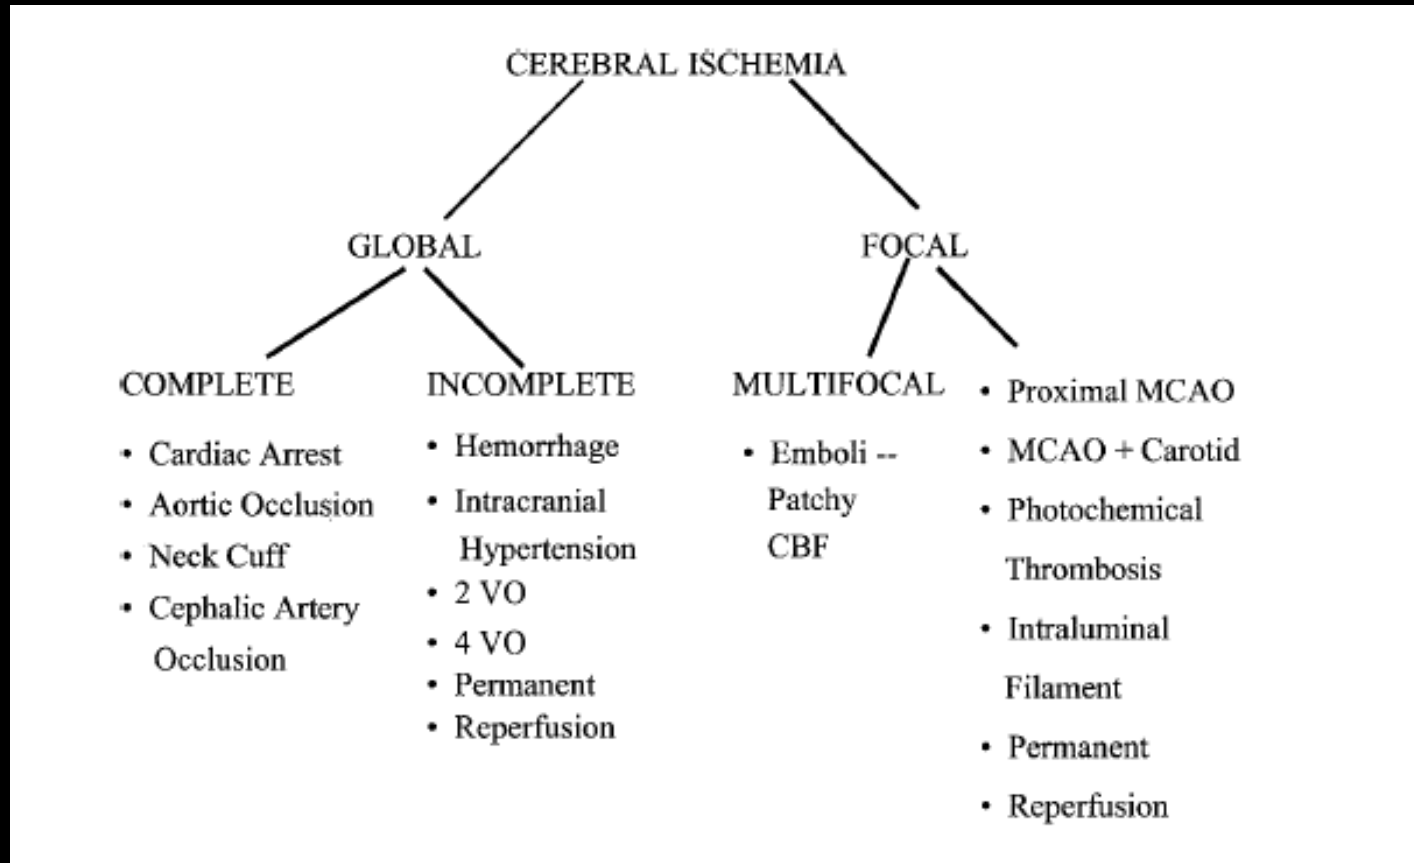 CEREBRAL ISCHEMIA
GLOBAL
FOCAL
COMPLETE
• Cardiac Arrest
• Aortic Occlusion
• Neck Cuff
• Cephalic Artery
Occlusion
INCOMPLETE
• Hemorrhage
• Intracranial
Hypertension
• 2 VO
• 4 VO
• Permanent
• Reperfusion
MULTIFOCAL
• Emboli --
Patchy
CBF
• Proximal MCAO
• MCAO + Carotid
• Photochemical
Thrombosis
• Intraluminal
Filament
• Permanent
• Reperfusion